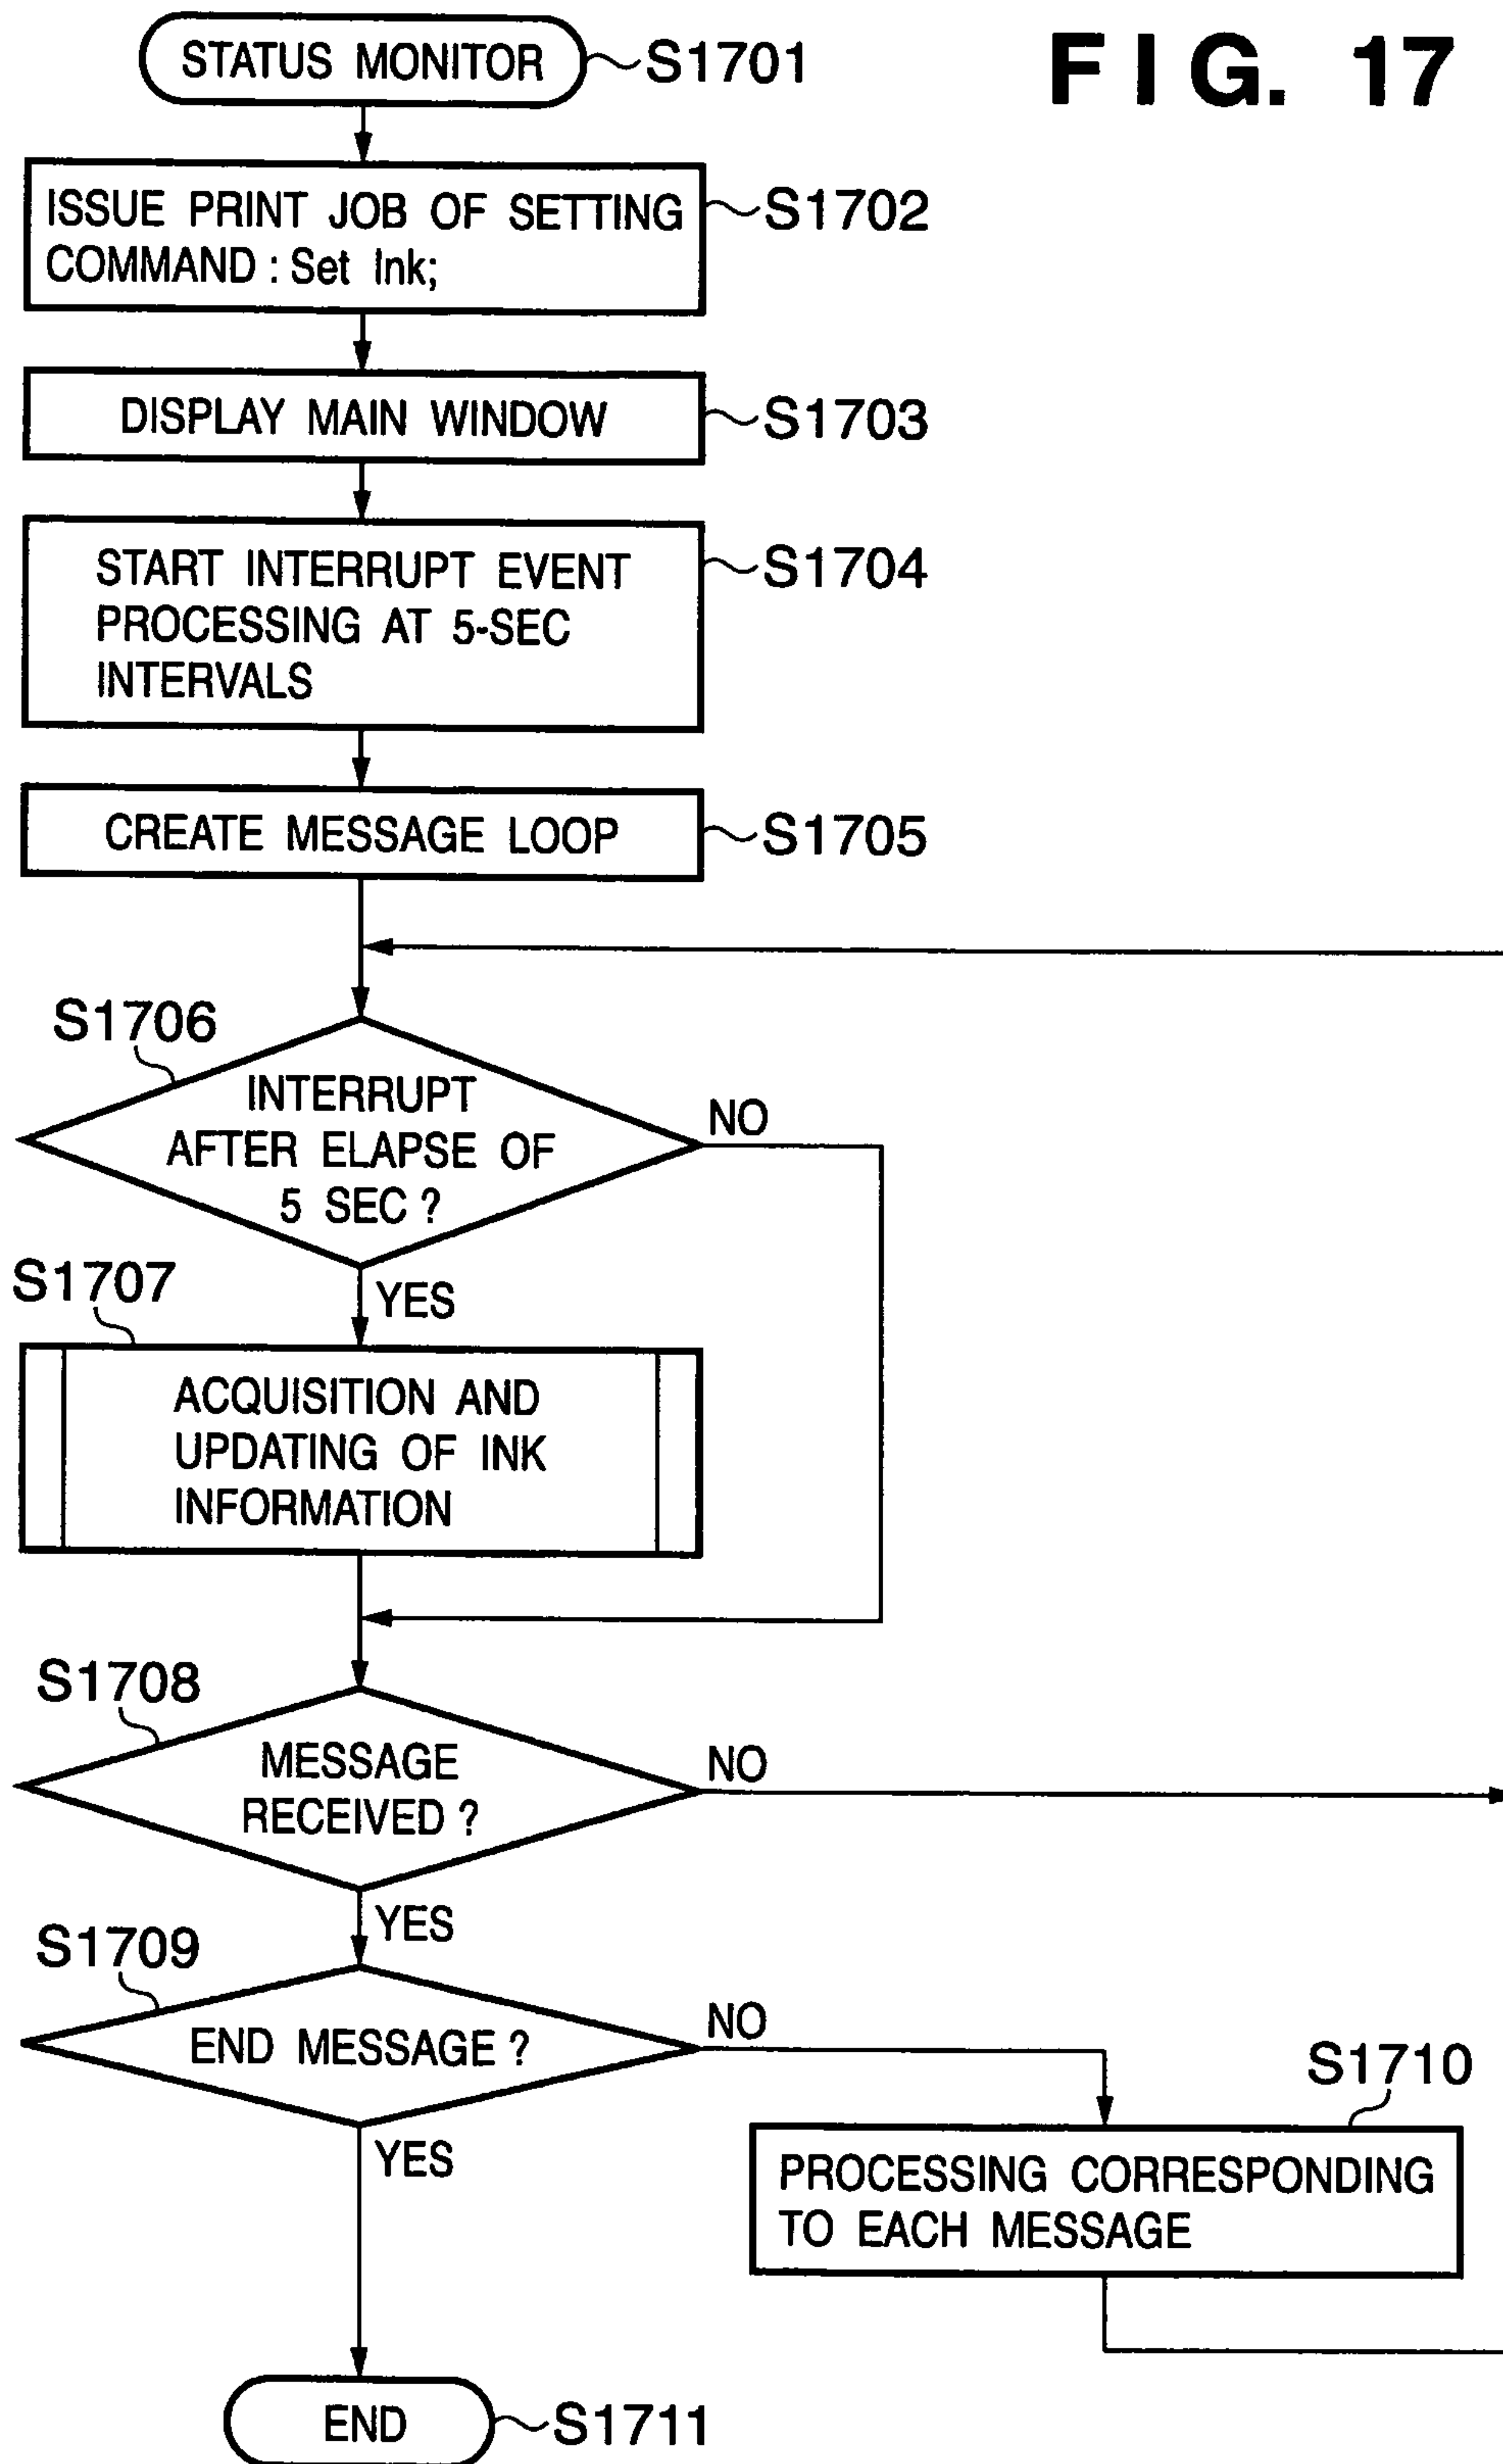 FIG. 17
STATUS MONITOR
S1701
ISSUE PRINT JOB OF SETTING
COMMAND : Set Ink;
S1702
DISPLAY MAIN WINDOW
S1703
START INTERRUPT EVENT
PROCESSING AT 5-SEC
INTERVALS
S1704
CREATE MESSAGE LOOP
S1705
S1706
INTERRUPT
AFTER ELAPSE OF
5 SEC ?
NO
YES
S1707
ACQUISITION AND
UPDATING OF INK
INFORMATION
S1708
MESSAGE
RECEIVED ?
NO
YES
S1709
END MESSAGE ?
NO
YES
S1710
PROCESSING CORRESPONDING
TO EACH MESSAGE
END
S1711